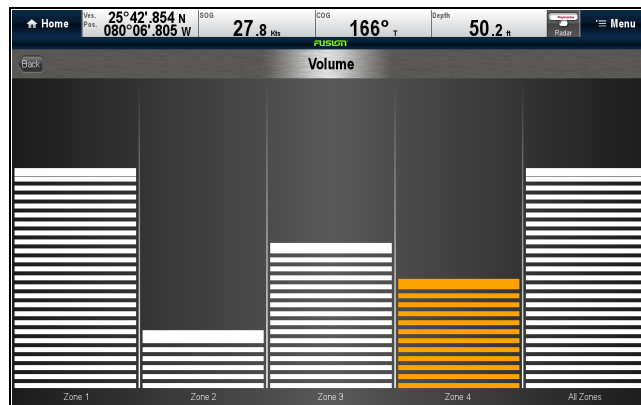 Home
Ves. Pos. 25°42'.854 N
080°06'.805 W
SOG 27.8 Kts
COG 166° T
Depth 50.2 ft
Radar
Menu
FUSION
Back
Volume
Zone 1 Zone 2 Zone 3 Zone 4 All Zones